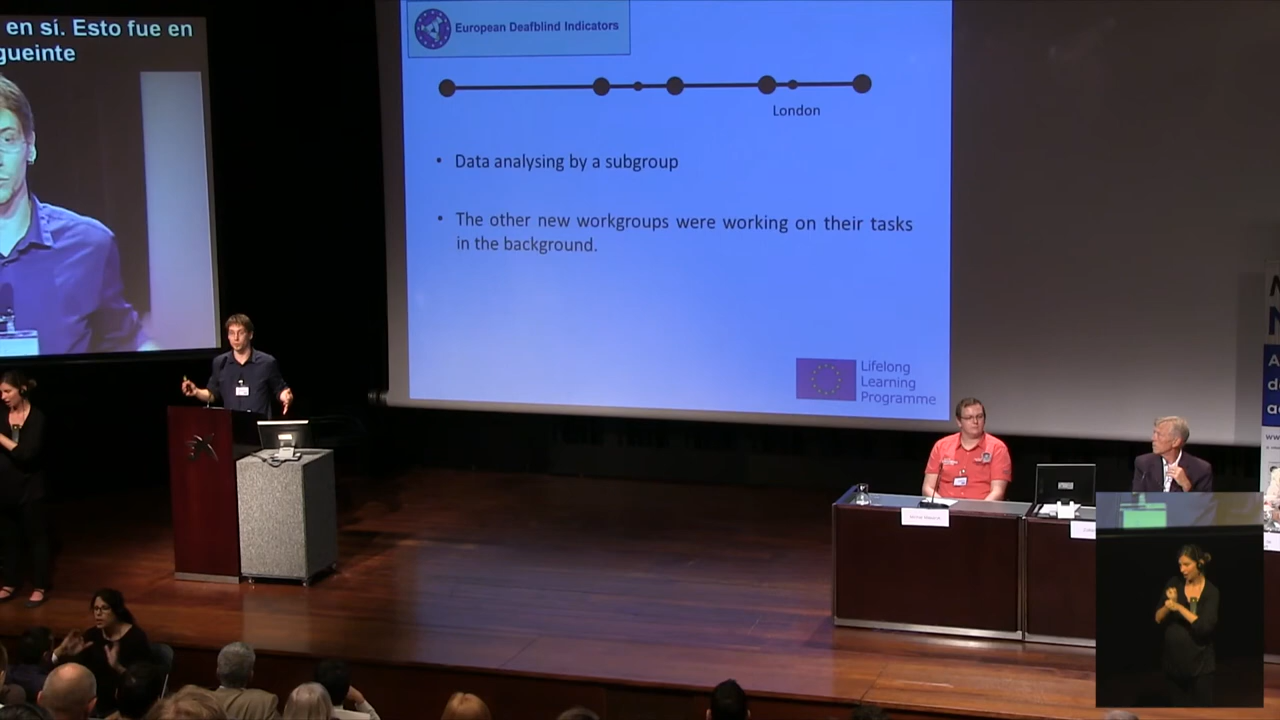 en sí. Esto fue en
gueinte
European Deafblind Indicators
London
• Data analysing by a subgroup
• The other new workgroups were working on their tasks
in the background.
Lifelong
Learning
Programme